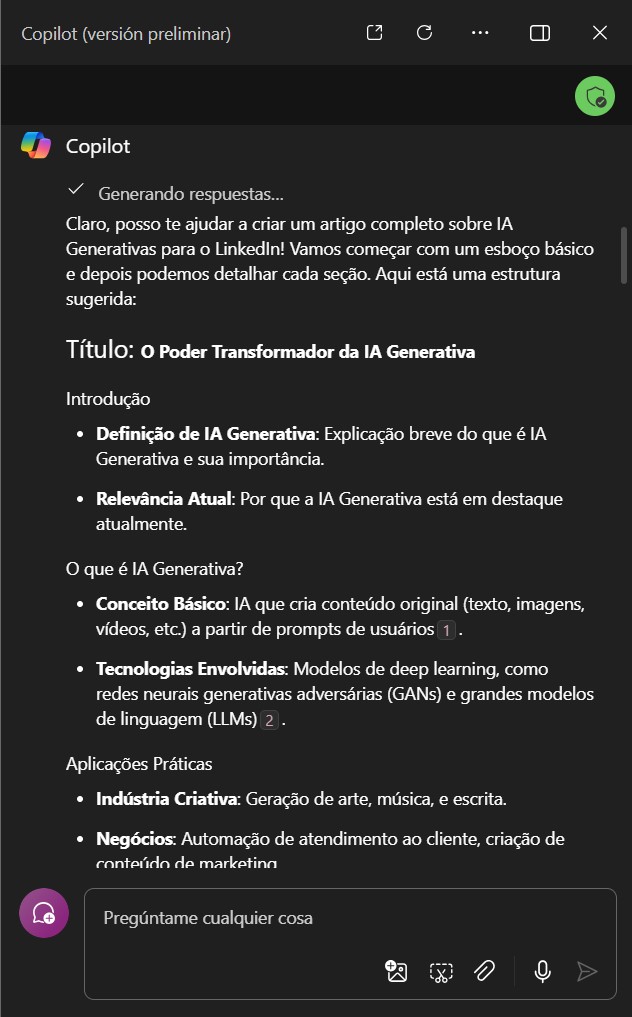 Copilot (versión preliminar)
Copilot
Generando respuestas...
Claro, posso te ajudar a criar um artigo completo sobre IA
Generativas para o LinkedIn! Vamos começar com um esboço básico
e depois podemos detalhar cada seção. Aqui está uma estrutura
sugerida:
Título: O Poder Transformador da IA Generativa
Introdução
• Definição de IA Generativa: Explicação breve do que é IA
Generativa e sua importância.
• Relevância Atual: Por que a IA Generativa está em destaque
atualmente.
O que é IA Generativa?
• Conceito Básico: IA que cria conteúdo original (texto, imagens,
vídeos, etc.) a partir de prompts de usuários 1.
• Tecnologias Envolvidas: Modelos de deep learning, como
redes neurais generativas adversárias (GANs) e grandes modelos
de linguagem (LLMs) 2.
Aplicações Práticas
• Indústria Criativa: Geração de arte, música, e escrita.
• Negócios: Automação de atendimento ao cliente, criação de
conteúdo de marketing
Pregúntame cualquier cosa